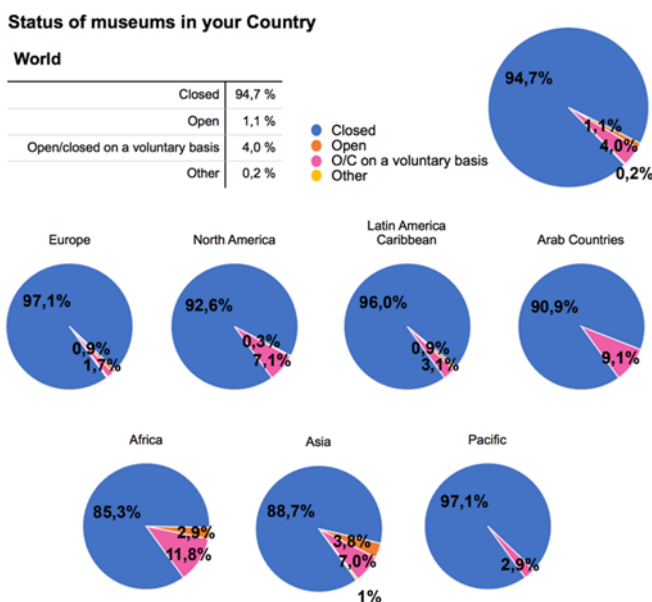 Status of museums in your Country
World
Closed 94,7 %
Open 1,1 %
Open/closed on a voluntary basis 4,0 %
Other 0,2 %
94,7%
1,1%
4,0%
0,2%
Closed
Open
O/C on a voluntary basis
Other
Europe
97,1%
0,9%
1,7%
North America
92,6%
0,3%
7,1%
Latin America
Caribbean
96,0%
0,9%
3,1%
Arab Countries
90,9%
9,1%
Africa
85,3%
2,9%
11,8%
Asia
88,7%
3,8%
7,0%
1%
Pacific
97,1%
2,9%